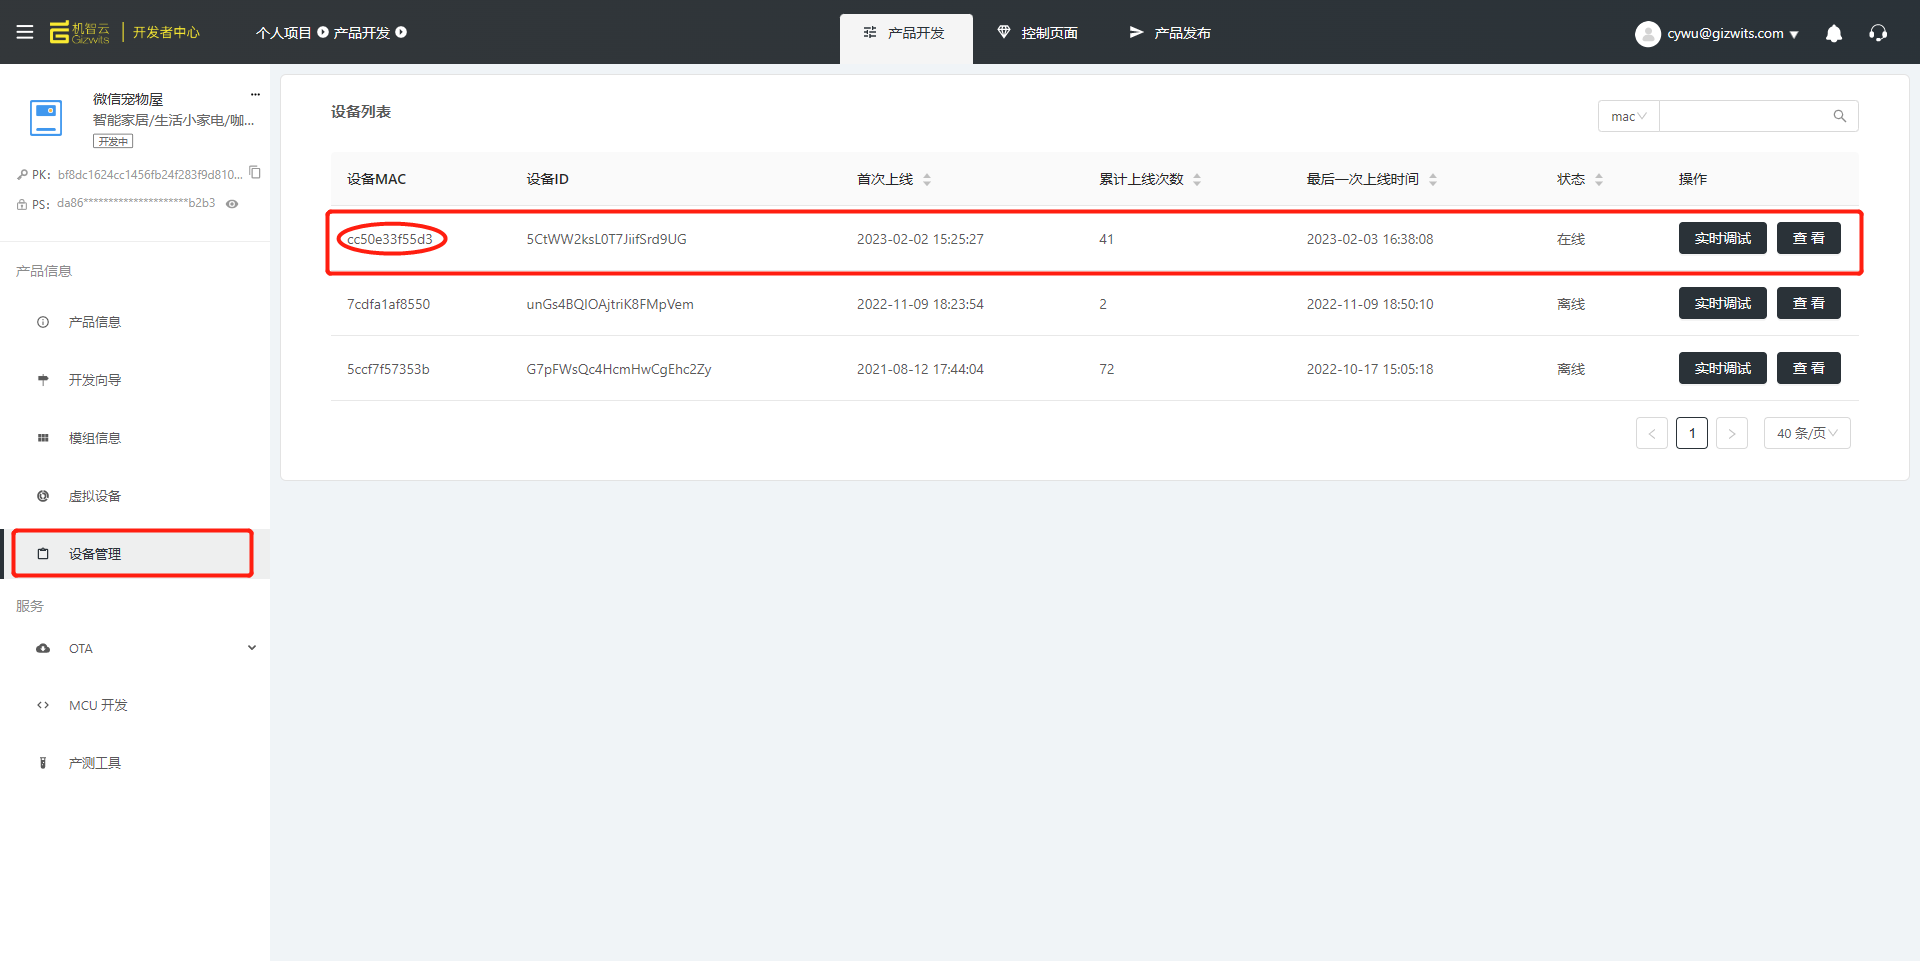 机智云 Gizwits 开发者中心 个人项目 产品开发 产品开发 控制页面 产品发布 cywu@gizwits.com
微信宠物屋
智能家居/生活小家电/咖...
开发中
PK: bf8dc1624cc1456fb24f283f9d810...
PS: da86*********************b2b3
产品信息
产品信息
开发向导
模组信息
虚拟设备
设备管理
服务
OTA
MCU 开发
产测工具
设备列表
mac
设备MAC 设备ID 首次上线 累计上线次数 最后一次上线时间 状态 操作
cc50e33f55d3 5CtWW2ksL0T7JiifSrd9UG 2023-02-02 15:25:27 41 2023-02-03 16:38:08 在线 实时调试 查 看
7cdfa1af8550 unGs4BQIOAjtriK8FMpVem 2022-11-09 18:23:54 2 2022-11-09 18:50:10 离线 实时调试 查 看
5ccf7f57353b G7pFWsQc4HcmHwCgEhc2Zy 2021-08-12 17:44:04 72 2022-10-17 15:05:18 离线 实时调试 查 看
< 1 > 40 条/页